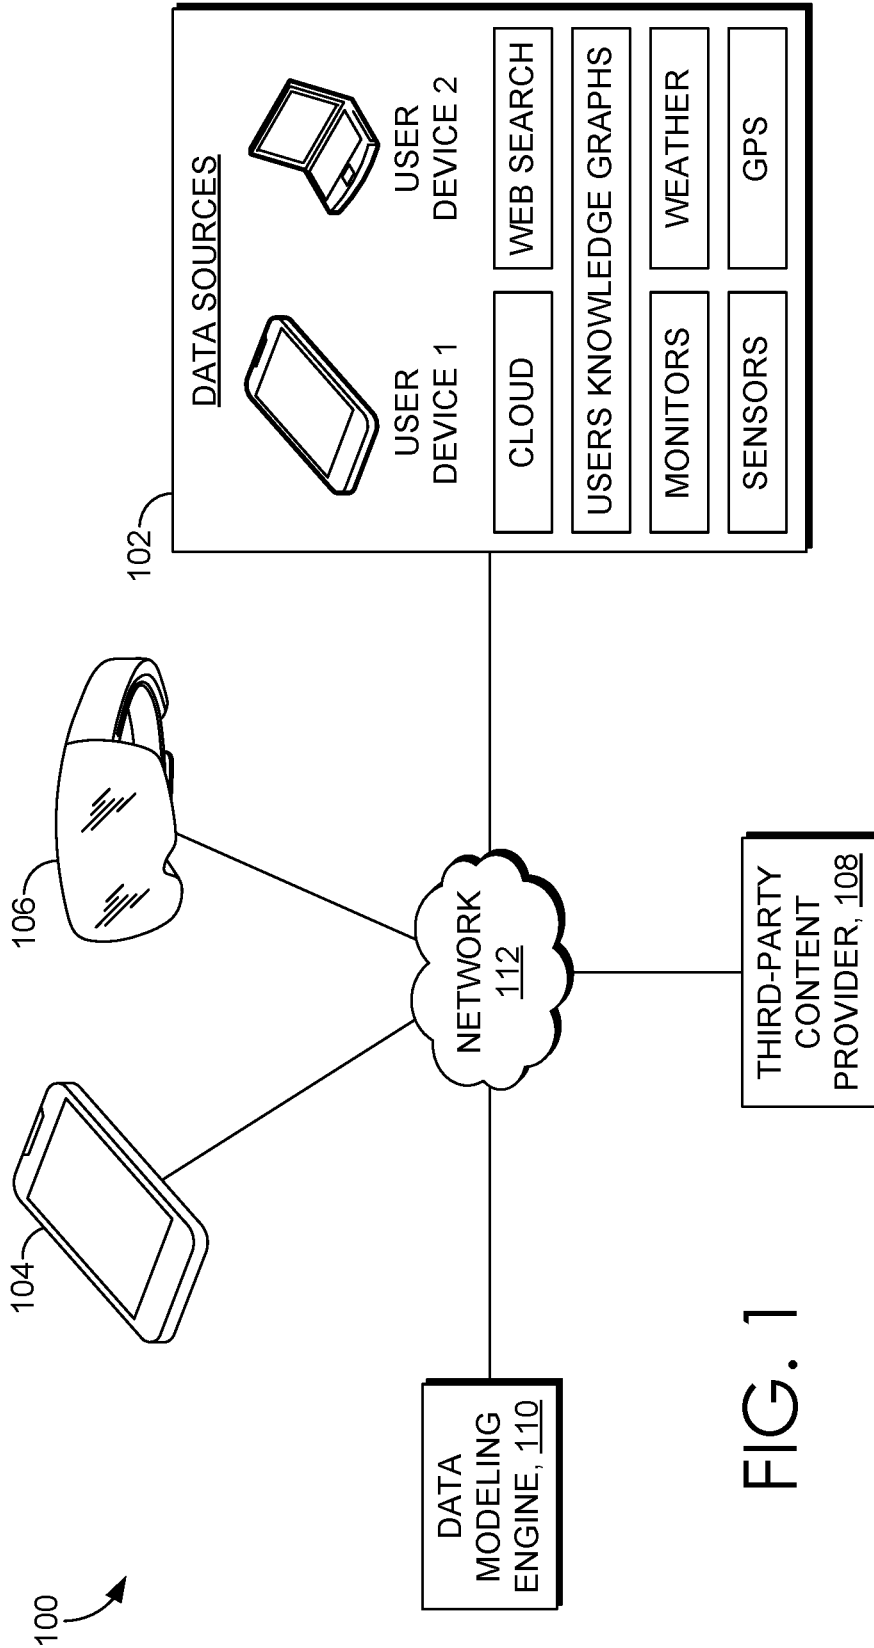 100
104
106
102
DATA SOURCES
USER
DEVICE 1
USER
DEVICE 2
CLOUD
WEB SEARCH
USERS KNOWLEDGE GRAPHS
MONITORS
WEATHER
SENSORS
GPS
NETWORK
112
DATA
MODELING
ENGINE, 110
THIRD-PARTY
CONTENT
PROVIDER, 108
FIG. 1